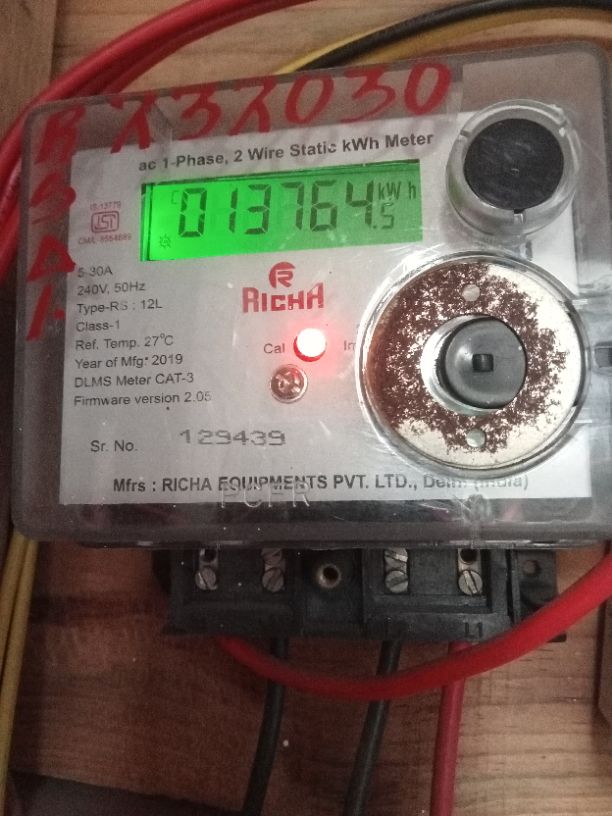 ac 1-Phase, 2 Wire Static kWh Meter
IS-13779
ISI
C
013764.5 kWh
5-30A
240V, 50Hz
Type-RS : 12L
Class-1
Ref. Temp. 27°C
Year of Mfg: 2019
DLMS Meter CAT-3
Firmware version 2.05
RICHA
Cal
Sr. No. 129439
Mfrs : RICHA EQUIPMENTS PVT. LTD., Delhi (India)
L1